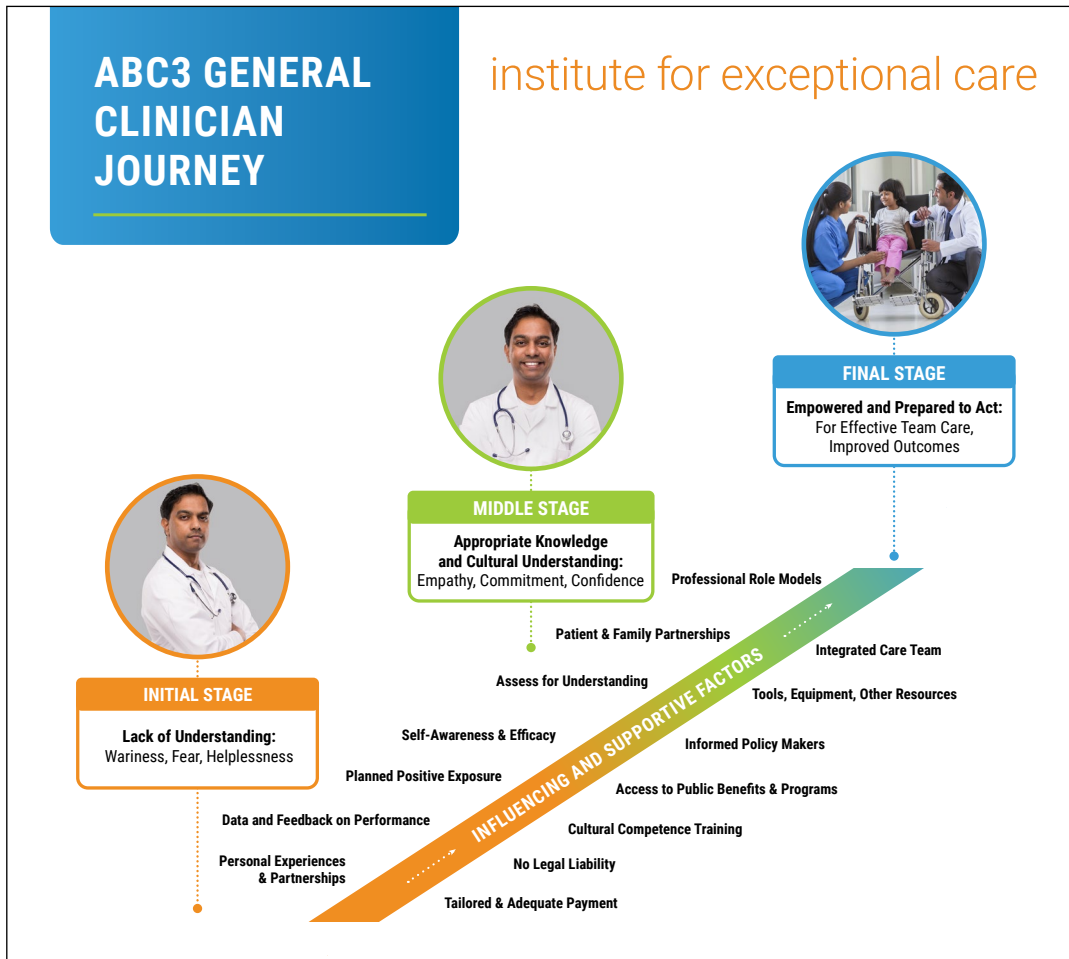 ABC3 GENERAL
CLINICIAN
JOURNEY
institute for exceptional care
FINAL STAGE
Empowered and Prepared to Act:
For Effective Team Care,
Improved Outcomes
MIDDLE STAGE
Appropriate Knowledge
and Cultural Understanding:
Empathy, Commitment, Confidence
INITIAL STAGE
Lack of Understanding:
Wariness, Fear, Helplessness
INFLUENCING AND SUPPORTIVE FACTORS
Professional Role Models
Patient & Family Partnerships
Assess for Understanding
Self-Awareness & Efficacy
Planned Positive Exposure
Data and Feedback on Performance
Personal Experiences
& Partnerships
Integrated Care Team
Tools, Equipment, Other Resources
Informed Policy Makers
Access to Public Benefits & Programs
Cultural Competence Training
No Legal Liability
Tailored & Adequate Payment